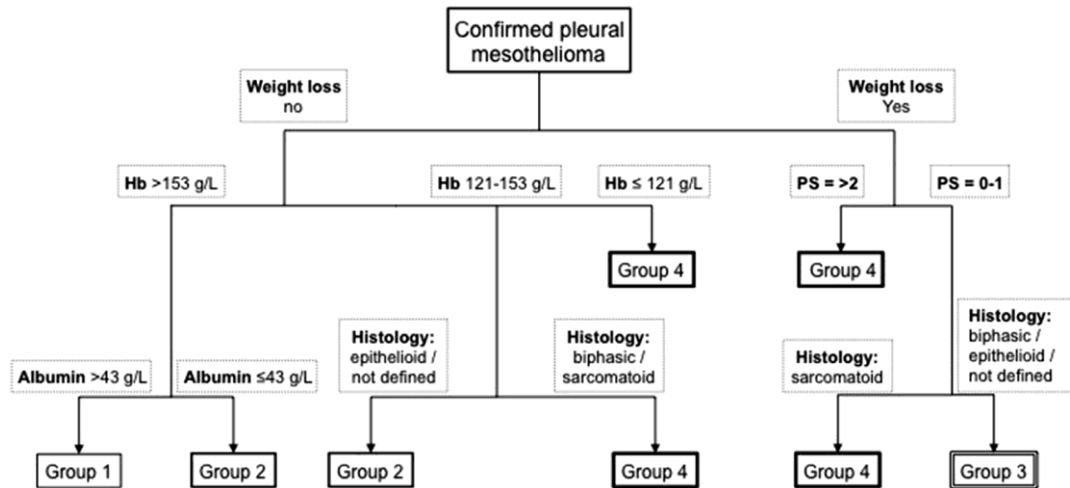 Confirmed pleural
mesothelioma
Weight loss
no
Weight loss
Yes
Hb >153 g/L
Hb 121-153 g/L
Hb ≤ 121 g/L
PS = >2
PS = 0-1
Group 4
Group 4
Albumin >43 g/L
Albumin ≤43 g/L
Histology:
epithelioid /
not defined
Histology:
biphasic /
sarcomatoid
Histology:
sarcomatoid
Histology:
biphasic /
epithelioid /
not defined
Group 1
Group 2
Group 2
Group 4
Group 4
Group 3